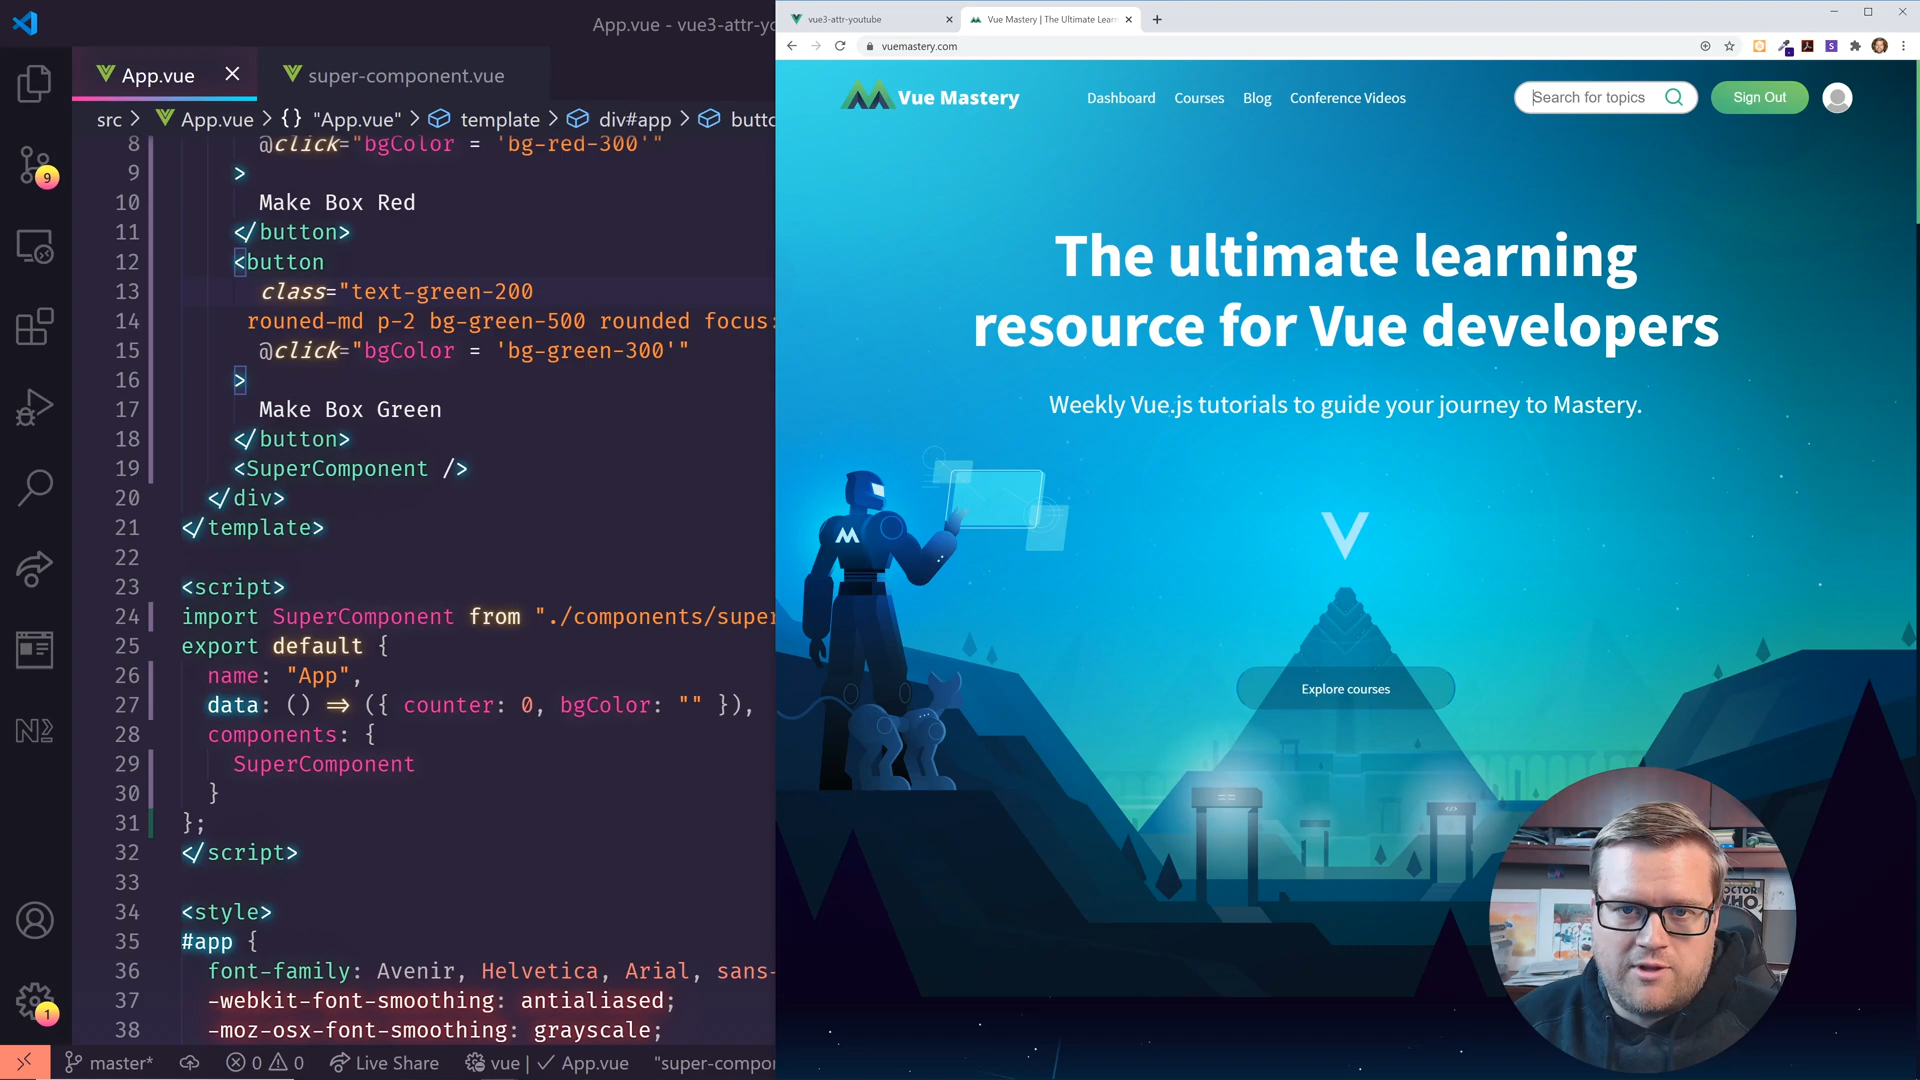 App.vue - vue3-attr-yo
App.vue
super-component.vue
src > App.vue > {} "App.vue" > template > div#app > butto
8 @click="bgColor = 'bg-red-300'"
9 >
10 Make Box Red
11 </button>
12 <button
13 class="text-green-200
14 rouned-md p-2 bg-green-500 rounded focus:
15 @click="bgColor = 'bg-green-300'"
16 >
17 Make Box Green
18 </button>
19 <SuperComponent />
20 </div>
21 </template>
22
23 <script>
24 import SuperComponent from "./components/super
25 export default {
26 name: "App",
27 data: () => ({ counter: 0, bgColor: "" }),
28 components: {
29 SuperComponent
30 }
31 };
32 </script>
33
34 <style>
35 #app {
36 font-family: Avenir, Helvetica, Arial, sans-
37 -webkit-font-smoothing: antialiased;
38 -moz-osx-font-smoothing: grayscale;
9
1
master* 0 0 Live Share vue | App.vue "super-compo
vue3-attr-youtube
Vue Mastery | The Ultimate Learn
vuemastery.com
Vue Mastery
Dashboard Courses Blog Conference Videos
Search for topics
Sign Out
The ultimate learning
resource for Vue developers
Weekly Vue.js tutorials to guide your journey to Mastery.
Explore courses
DOCTOR
WHO